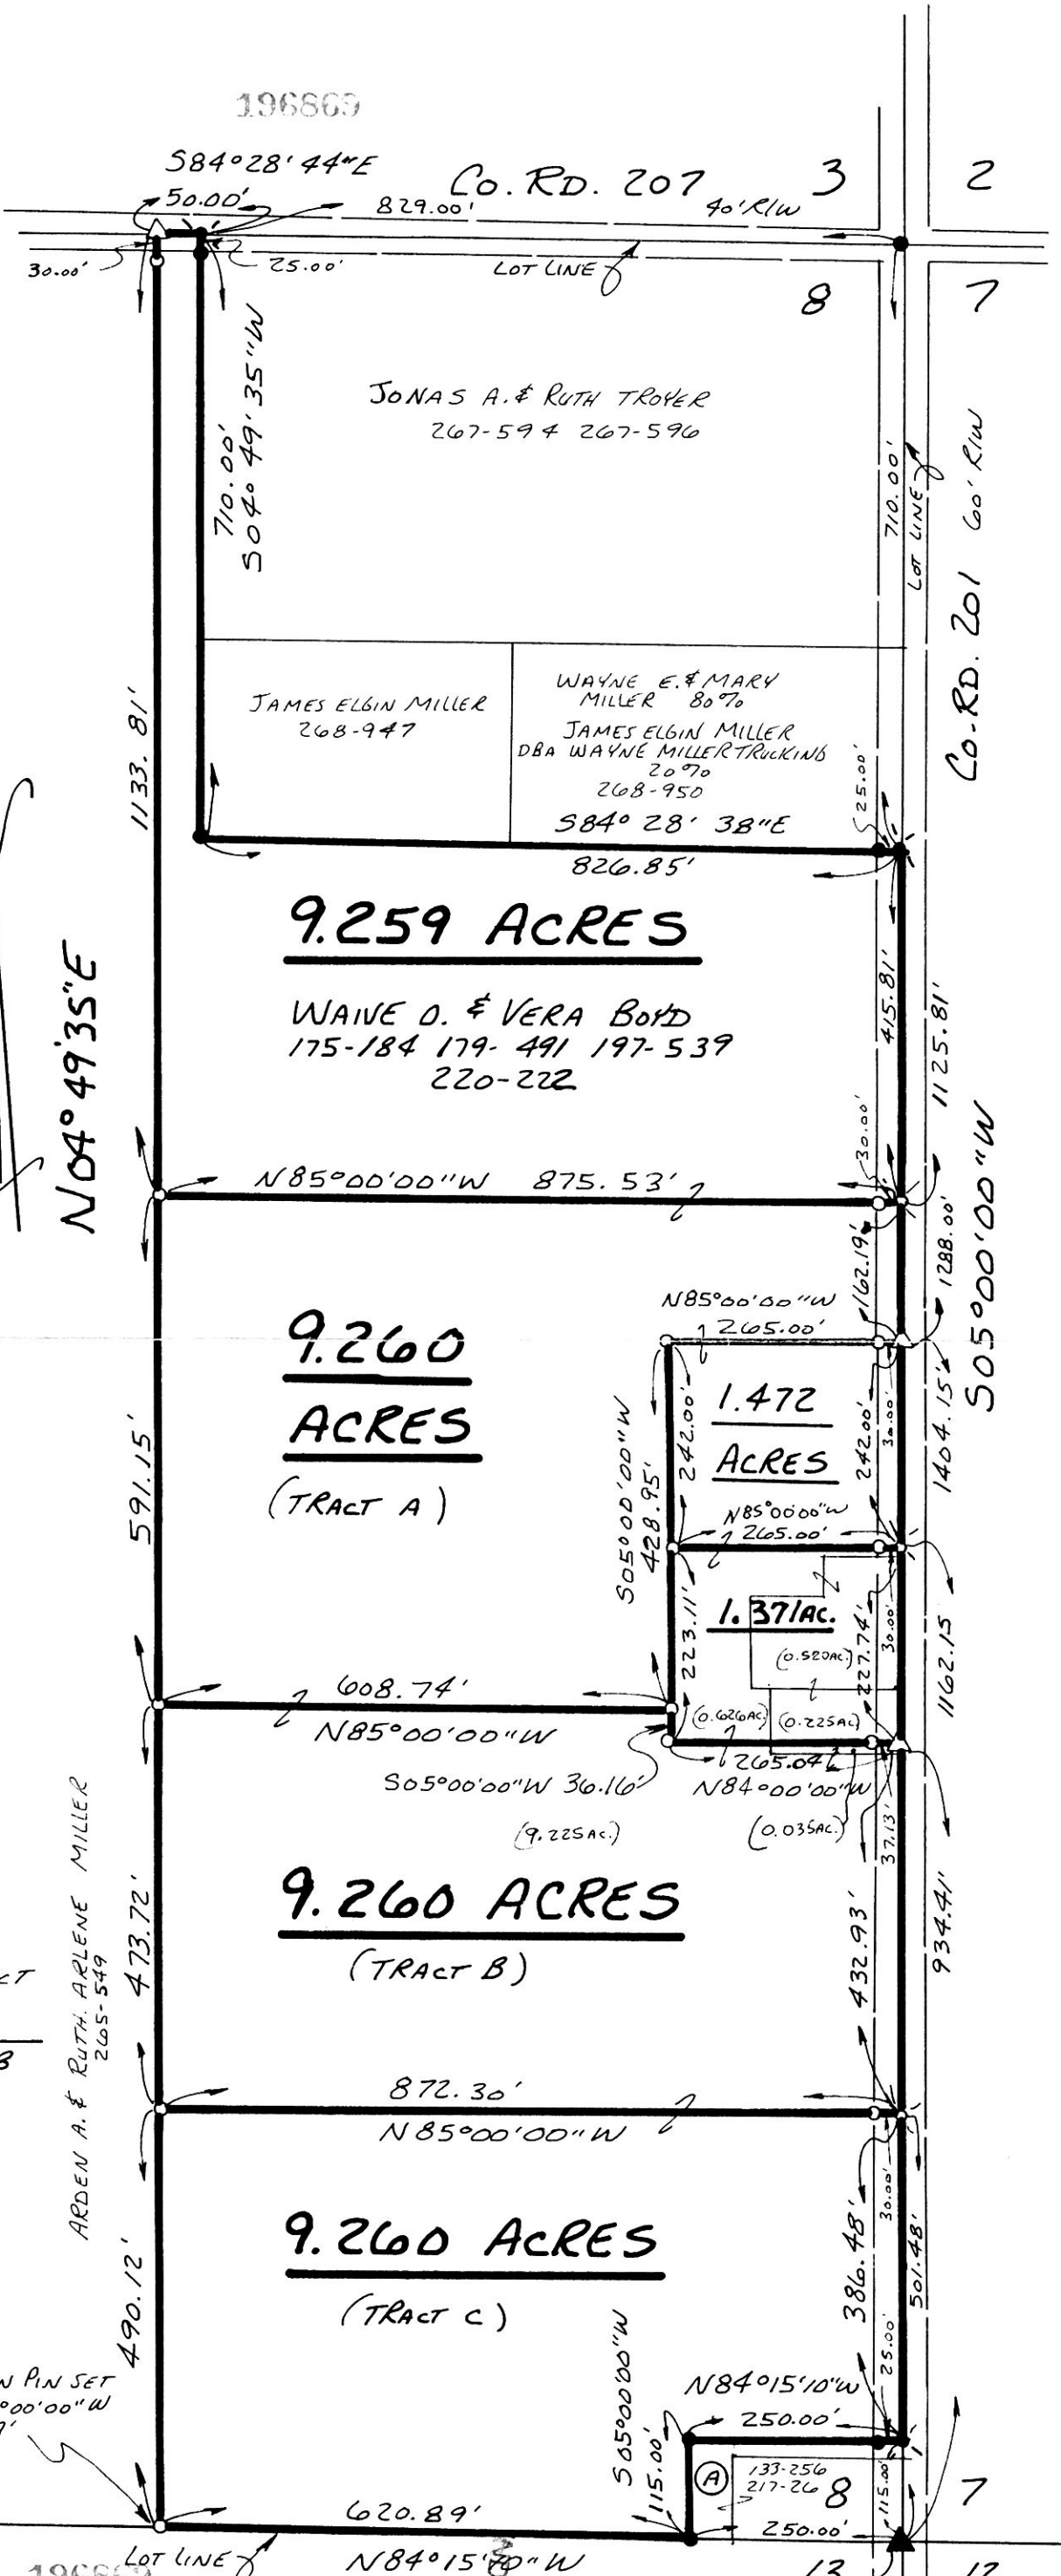 196869
S84°28'44"E
Co. RD. 207
3
2
50.00'
829.00'
40' R/W
30.00'
25.00'
LOT LINE
8
7
710.00'
S04°49'35"W
JONAS A. & RUTH TROYER
267-594 267-596
710.00'
LOT LINE
Co. RD. 201 60' R/W
1133.81'
JAMES ELGIN MILLER
268-947
WAYNE E. & MARY
MILLER 80%
JAMES ELGIN MILLER
DBA WAYNE MILLER TRUCKING
20%
268-950
25.00'
S84°28'38"E
826.85'
9.259 ACRES
WAIVE O. & VERA BOYD
175-184 179-491 197-539
220-222
415.81'
1125.81'
N04°49'35"E
30.00'
N85°00'00"W 875.53'
162.19'
1288.00'
S05°00'00"W
N85°00'00"W
265.00'
9.260
ACRES
(TRACT A)
591.15'
S05°00'00"W
428.95'
242.00'
1.472
ACRES
242.00'
30.00'
1404.15'
N85°00'00"W
265.00'
223.11'
1.371AC.
(0.520AC.)
227.74'
30.00'
1162.15
608.74'
N85°00'00"W
(0.626AC.)
(0.225AC.)
265.04'
S05°00'00"W 36.16'
N84°00'00"W
(9.225AC.)
(0.035AC.)
37.13'
9.260 ACRES
(TRACT B)
473.72'
ARDEN A. & RUTH ARLENE MILLER
265-549
432.93'
934.41'
CT
B
872.30'
N85°00'00"W
30.00'
9.260 ACRES
(TRACT C)
490.12'
386.48'
501.48'
25.00'
N PIN SET
°00'00"W
S05°00'00"W
115.00'
N84°15'10"W
250.00'
A
133-256
217-26
8
115.00'
7
620.89'
250.00'
LOT LINE
N84°15'10"W
13
12